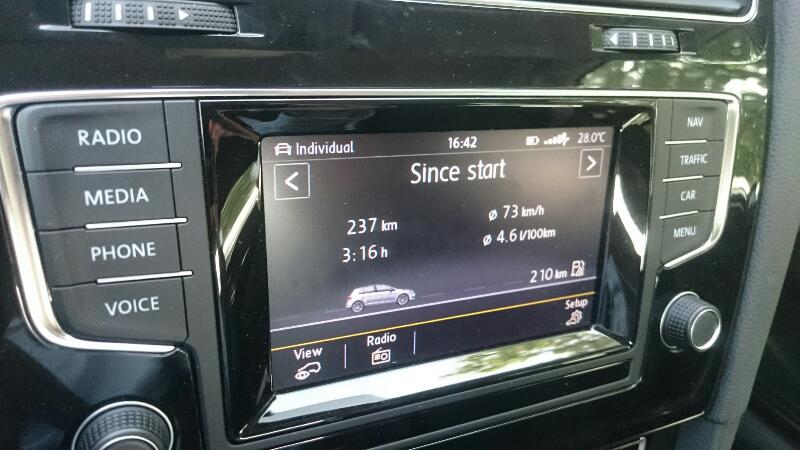 RADIO
MEDIA
PHONE
VOICE
Individual 16:42 28.0°C
< Since start >
237 km ø 73 km/h
3:16 h ø 4.6 l/100km
210 km
View Radio Setup
NAV
TRAFFIC
CAR
MENU